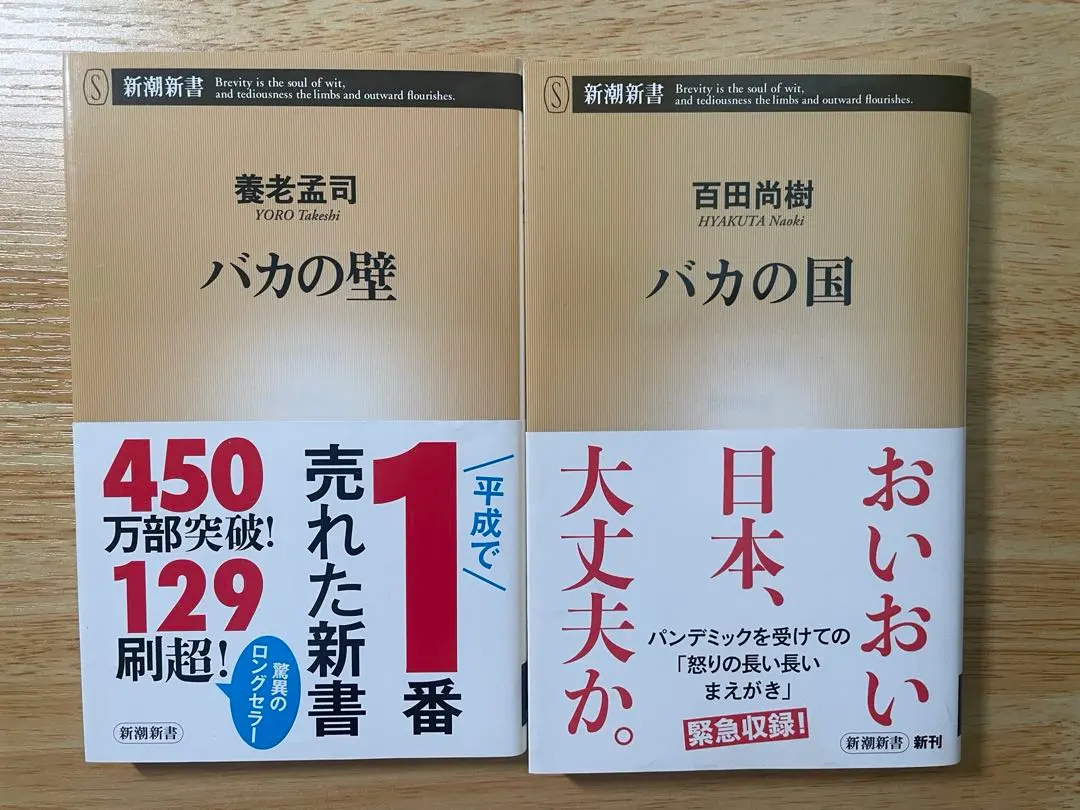 新潮新書
Brevity is the soul of wit,
and tediousness the limbs and outward flourishes.
養老孟司
YORO Takeshi
バカの壁
平成で
1番
売れた新書
450
万部突破!
129
刷超!
驚異の
ロングセラー
新潮新書
新潮新書
Brevity is the soul of wit,
and tediousness the limbs and outward flourishes.
百田尚樹
HYAKUTA Naoki
バカの国
おいおい
日本、
大丈夫か。
パンデミックを受けての
「怒りの長い長い
まえがき」
緊急収録!
新潮新書 新刊